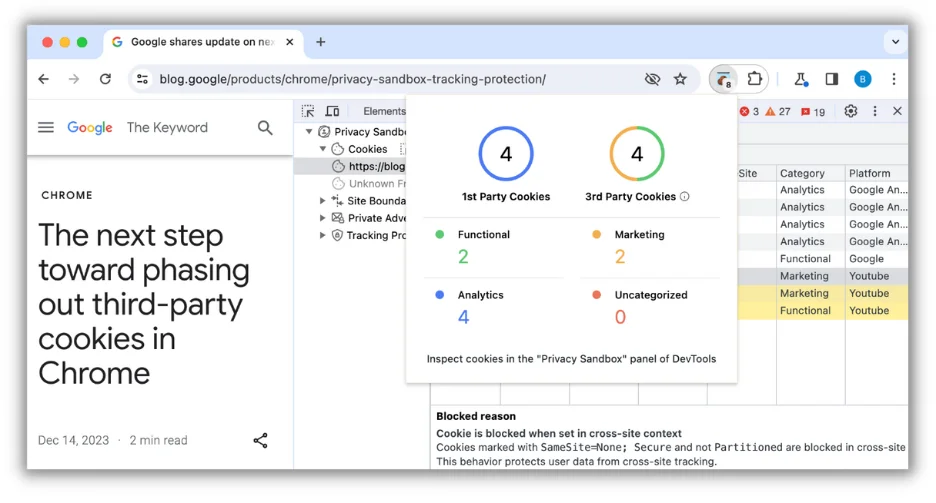 Google shares update on nex
blog.google/products/chrome/privacy-sandbox-tracking-protection/
8
B
Google The Keyword
CHROME
The next step
toward phasing
out third-party
cookies in
Chrome
Dec 14, 2023 · 2 min read
Elements
3 27 19
Privacy Sandbo
Cookies
https://blog
Unknown Fr
Site Bounda
Private Adve
Tracking Pro
4
1st Party Cookies
4
3rd Party Cookies
Functional
2
Marketing
2
Analytics
4
Uncategorized
0
Inspect cookies in the "Privacy Sandbox" panel of DevTools
Site Category Platform
Analytics Google An...
Analytics Google An...
Analytics Google An...
Analytics Google An...
Functional Google
Marketing Youtube
Marketing Youtube
Functional Youtube
Blocked reason
Cookie is blocked when set in cross-site context
Cookies marked with SameSite=None; Secure and not Partitioned are blocked in cross-site
This behavior protects user data from cross-site tracking.